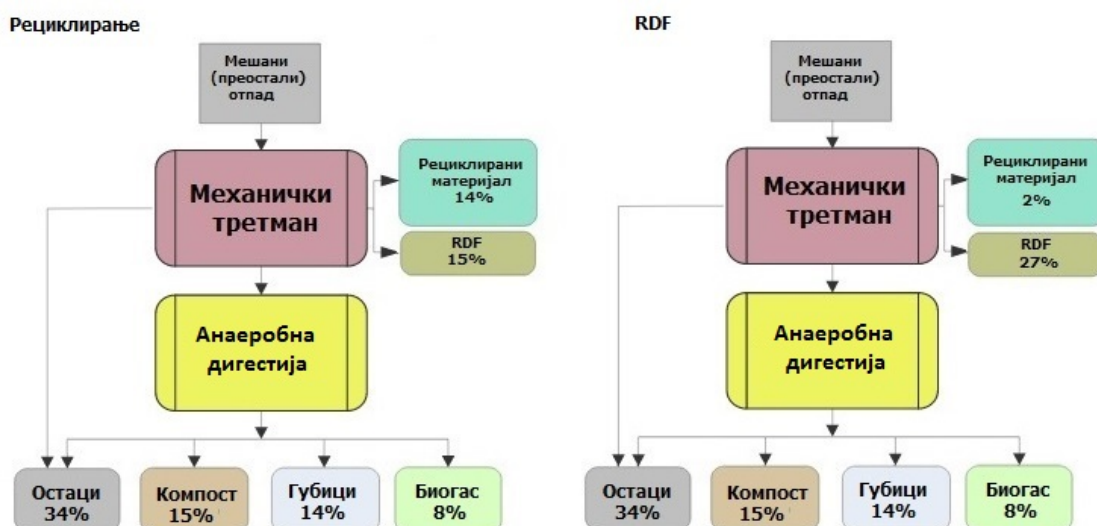 Рециклирање
Мешани
(преостали)
отпад
Механички
третман
Рециклирани
материјал
14%
RDF
15%
Анаеробна
дигестија
Остаци
34%
Компост
15%
Губици
14%
Биогас
8%
RDF
Мешани
(преостали)
отпад
Механички
третман
Рециклирани
материјал
2%
RDF
27%
Анаеробна
дигестија
Остаци
34%
Компост
15%
Губици
14%
Биогас
8%